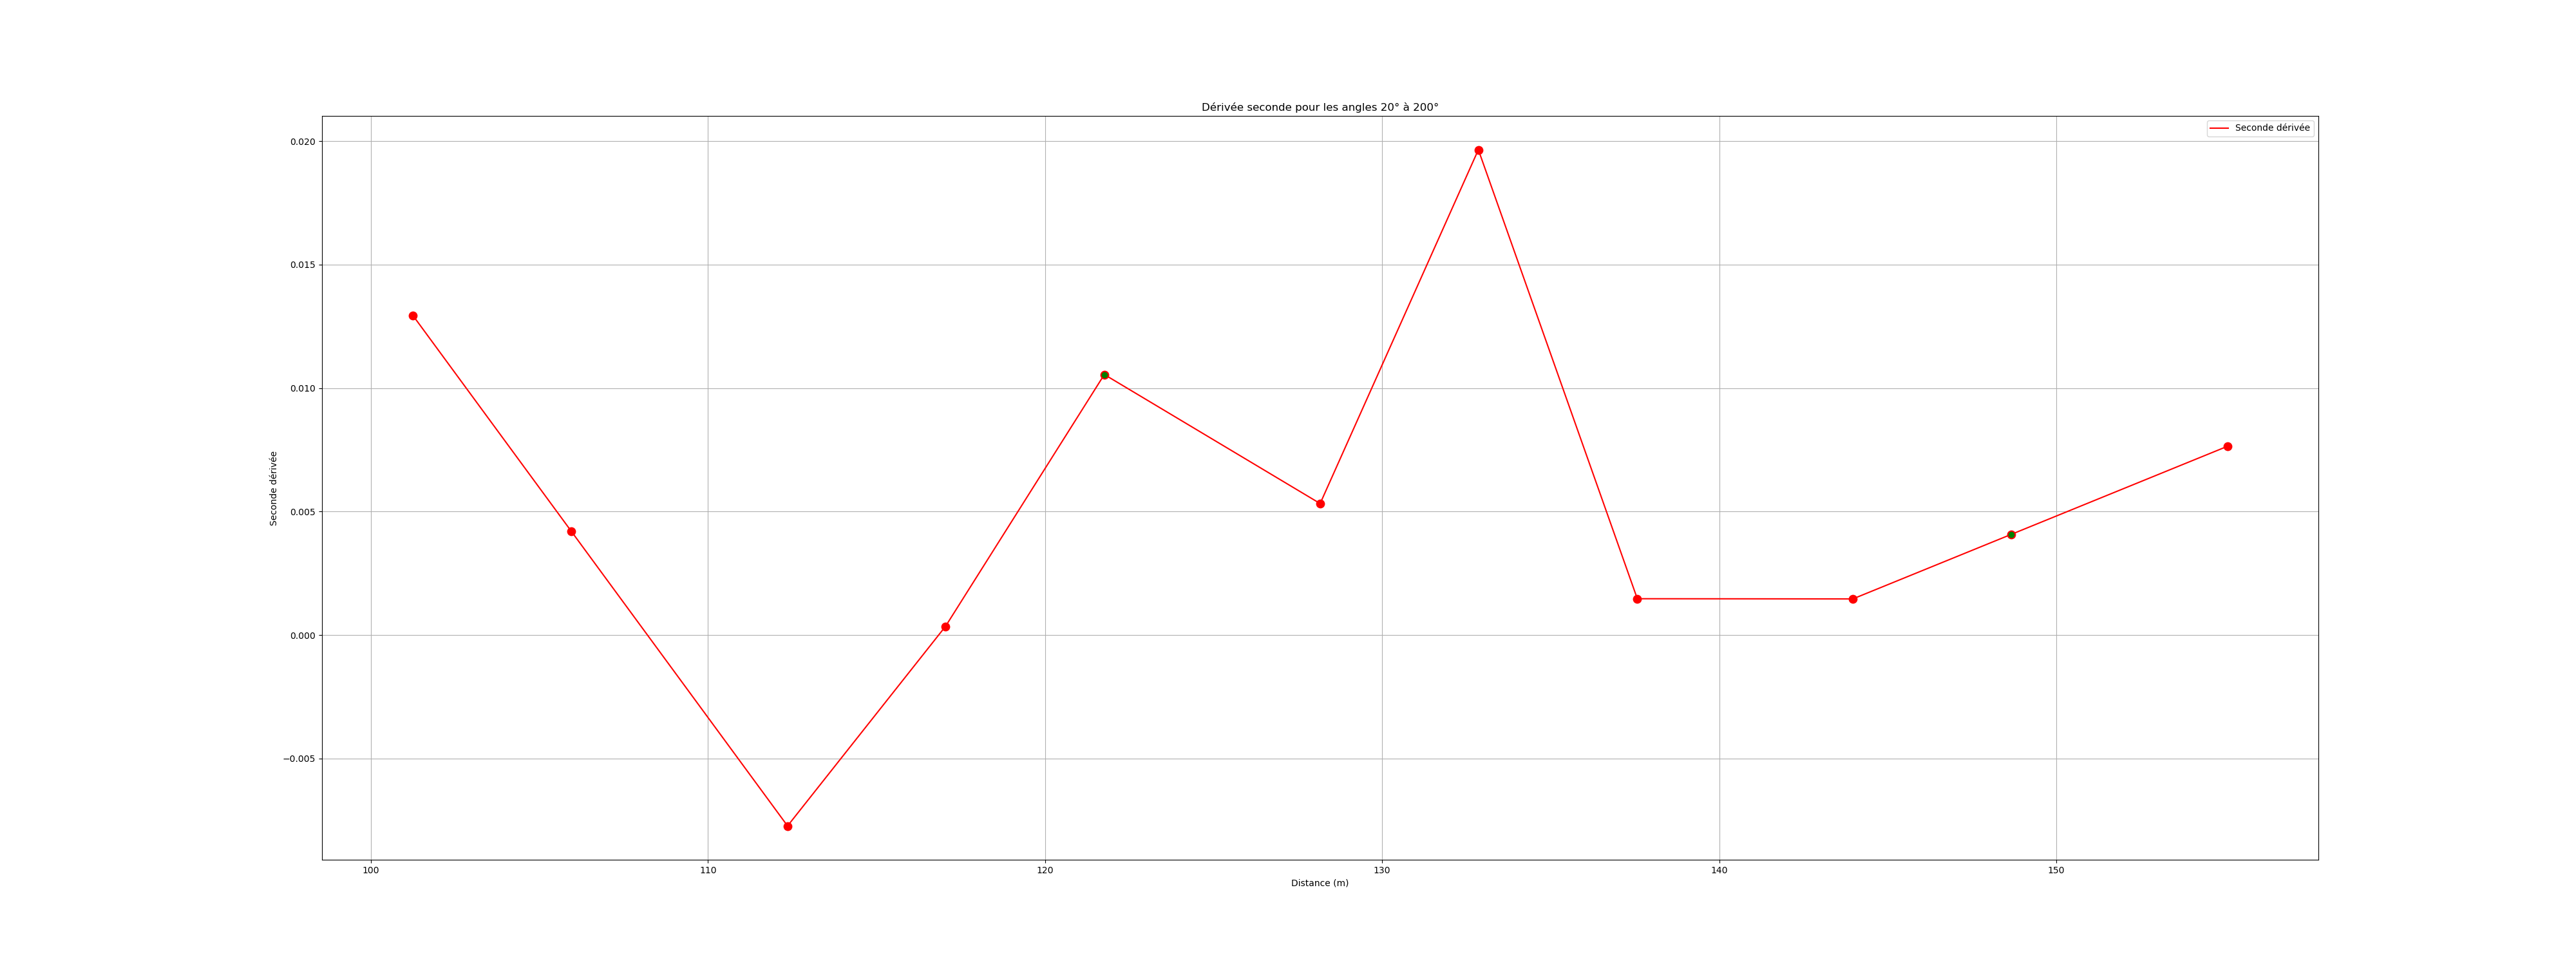 Dérivée seconde pour les angles 20° à 200°
Seconde dérivée
0.020
0.015
0.010
0.005
0.000
−0.005
Seconde dérivée
100 110 120 130 140 150
Distance (m)